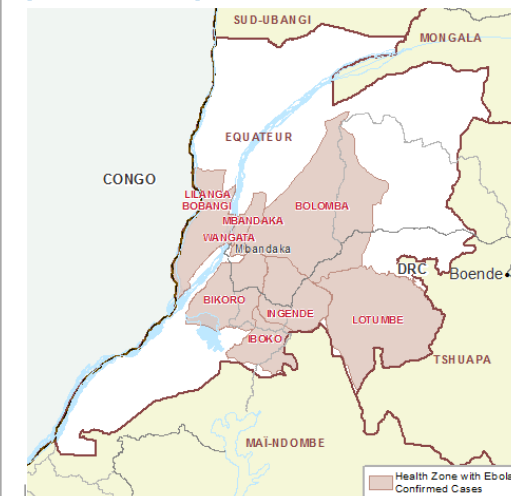 SUD-UBANGI
MONGALA
EQUATEUR
CONGO
LILANGA
BOBANGI
BOLOMBA
MBANDAKA
WANGATA
Mbandaka
DRC
Boende
BIKORO
INGENDE
LOTUMBE
IBOKO
TSHUAPA
MAÏ-NDOMBE
Health Zone with Ebola
Confirmed Cases